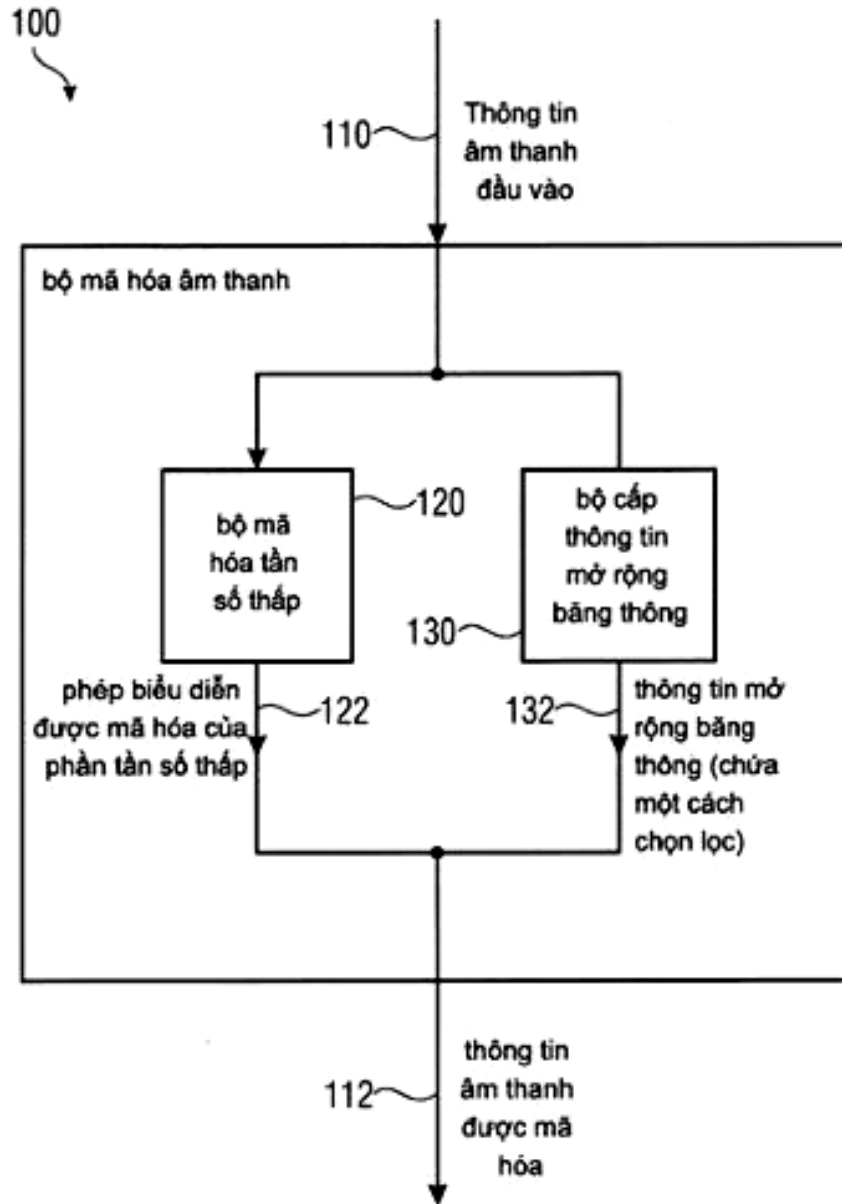 100
110
Thông tin
âm thanh
đầu vào
bộ mã hóa âm thanh
bộ mã
hóa tần
số thấp
120
bộ cấp
thông tin
mở rộng
băng thông
130
phép biểu diễn
được mã hóa của
phần tần số thấp
122
132
thông tin mở
rộng băng
thông (chứa
một cách
chọn lọc)
112
thông tin
âm thanh
được mã
hóa